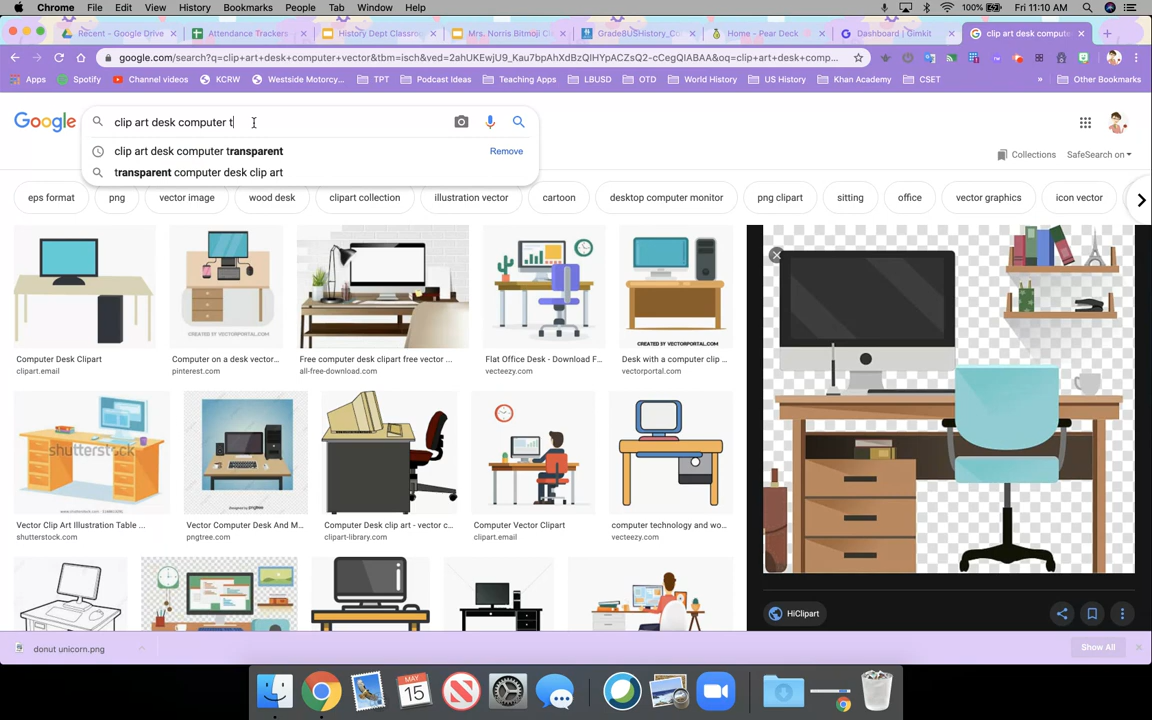 Chrome File Edit View History Bookmarks People Tab Window Help 100% Fri 11:10 AM
Recent - Google Drive Attendance Trackers History Dept Classroo Mrs. Norris Bitmoji Cl Grade8USHistory_Co Home - Pear Deck Dashboard | Gimkit clip art desk compute
google.com/search?q=clip+art+desk+computer+vector&tbm=isch&ved=2ahUKEwjU9_Kau7bpAhXdBzQIHYpACZsQ2-cCegQIABAA&oq=clip+art+desk+com...
Apps Spotify Channel videos KCRW Westside Motorcy... TPT Podcast Ideas Teaching Apps LBUSD OTD World History US History Khan Academy CSET » Other Bookmarks
Google clip art desk computer t
clip art desk computer transparent Remove
transparent computer desk clip art
Collections SafeSearch on
eps format png vector image wood desk clipart collection illustration vector cartoon desktop computer monitor png clipart sitting office vector graphics icon vector
CREATED BY VECTORPORTAL.COM
CREATED BY VECTORPORTAL.COM
Computer Desk Clipart Computer on a desk vector... Free computer desk clipart free vector ... Flat Office Desk - Download F... Desk with a computer clip ...
clipart.email pinterest.com all-free-download.com vecteezy.com vectorportal.com
shutterstock
Vector Clip Art Illustration Table ... Vector Computer Desk And M... Computer Desk clip art - vector c... Computer Vector Clipart computer technology and wo...
shutterstock.com pngtree.com clipart-library.com clipart.email vecteezy.com
HiClipart
donut unicorn.png Show All
MAY
15